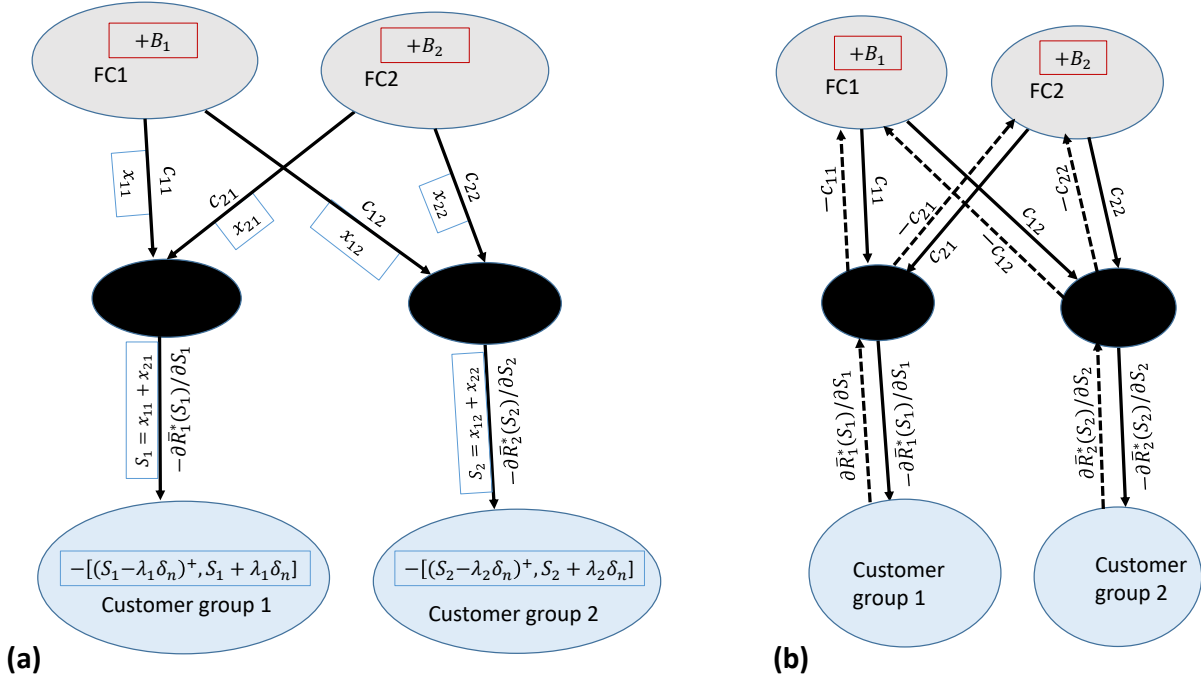 +B₁
FC1
+B₂
FC2
x₁₁
c₁₁
c₂₁
x₂₁
c₁₂
x₁₂
c₂₂
x₂₂
S₁ = x₁₁ + x₂₁
−∂R̄₁*(S₁)/∂S₁
S₂ = x₁₂ + x₂₂
−∂R̄₂*(S₂)/∂S₂
−[(S₁−λ₁δₙ)⁺, S₁ + λ₁δₙ]
Customer group 1
−[(S₂−λ₂δₙ)⁺, S₂ + λ₂δₙ]
Customer group 2
(a)
+B₁
FC1
+B₂
FC2
−c₁₁
c₁₁
−c₂₁
c₂₁
c₁₂
−c₁₂
−c₂₂
c₂₂
∂R̄₁*(S₁)/∂S₁
−∂R̄₁*(S₁)/∂S₁
∂R̄₂*(S₂)/∂S₂
−∂R̄₂*(S₂)/∂S₂
Customer
group 1
Customer
group 2
(b)